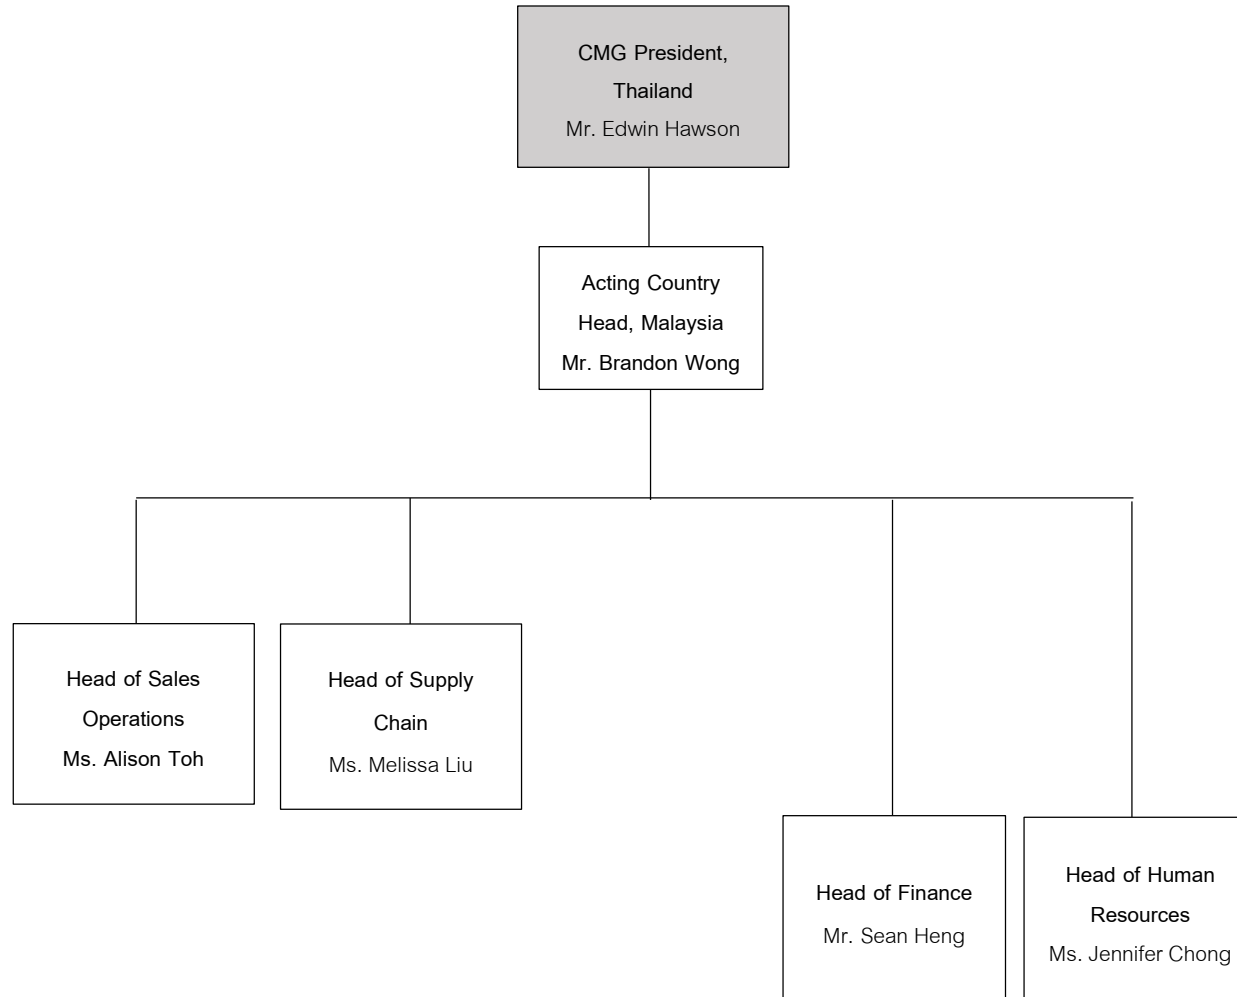 CMG President,
Thailand
Mr. Edwin Hawson
Acting Country
Head, Malaysia
Mr. Brandon Wong
Head of Sales
Operations
Ms. Alison Toh
Head of Supply
Chain
Ms. Melissa Liu
Head of Finance
Mr. Sean Heng
Head of Human
Resources
Ms. Jennifer Chong